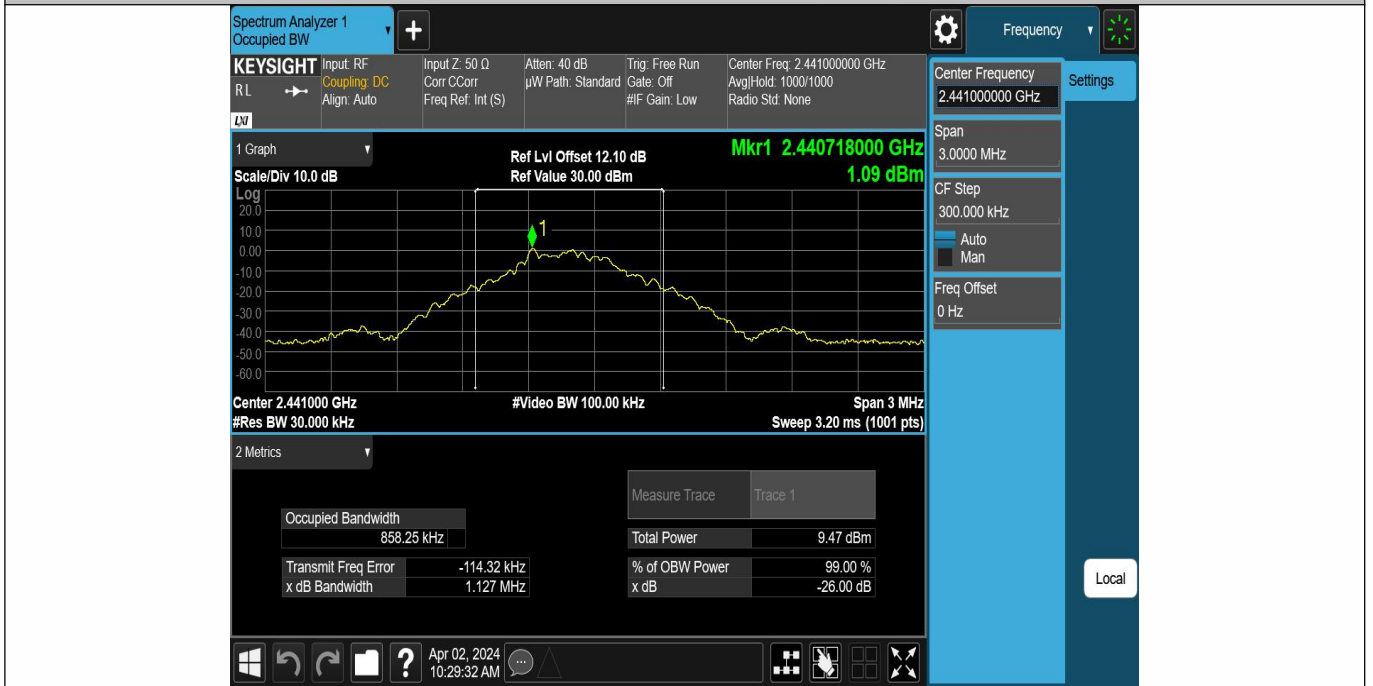 Spectrum Analyzer 1
Occupied BW
Frequency
KEYSIGHT
RL
LXI
Input: RF
Coupling: DC
Align: Auto
Input Z: 50 Ω
Corr CCorr
Freq Ref: Int (S)
Atten: 40 dB
µW Path: Standard
Trig: Free Run
Gate: Off
#IF Gain: Low
Center Freq: 2.441000000 GHz
Avg|Hold: 1000/1000
Radio Std: None
Center Frequency
2.441000000 GHz
Settings
Span
3.0000 MHz
CF Step
300.000 kHz
Auto
Man
Freq Offset
0 Hz
Local
1 Graph
Scale/Div 10.0 dB
Ref Lvl Offset 12.10 dB
Ref Value 30.00 dBm
Mkr1 2.440718000 GHz
1.09 dBm
Log
20.0
10.0
0.00
-10.0
-20.0
-30.0
-40.0
-50.0
-60.0
1
Center 2.441000 GHz
#Video BW 100.00 kHz
Span 3 MHz
#Res BW 30.000 kHz
Sweep 3.20 ms (1001 pts)
2 Metrics
Measure Trace
Trace 1
Occupied Bandwidth
858.25 kHz
Total Power
9.47 dBm
Transmit Freq Error
-114.32 kHz
% of OBW Power
99.00 %
x dB Bandwidth
1.127 MHz
x dB
-26.00 dB
Apr 02, 2024
10:29:32 AM